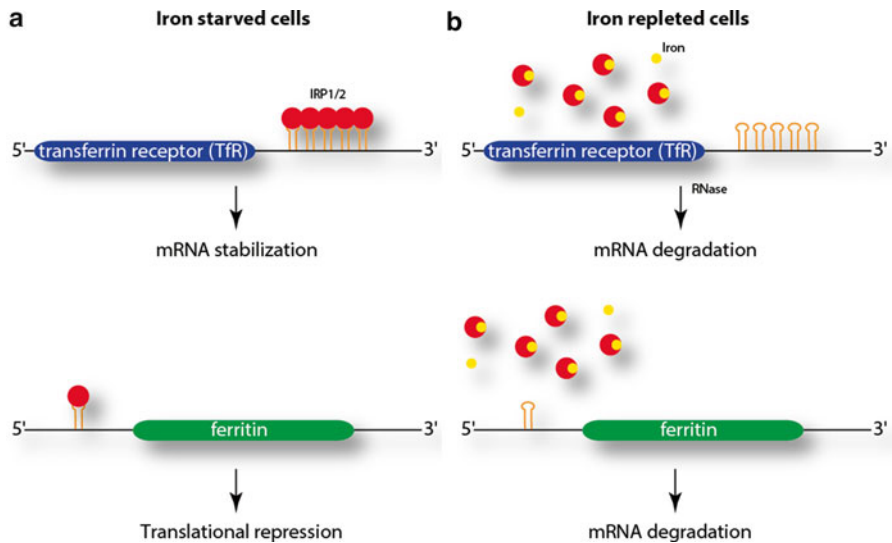 a
Iron starved cells
IRP1/2
5'
transferrin receptor (TfR)
3'
mRNA stabilization
5'
ferritin
3'
Translational repression
b
Iron repleted cells
Iron
5'
transferrin receptor (TfR)
3'
RNase
mRNA degradation
5'
ferritin
3'
mRNA degradation